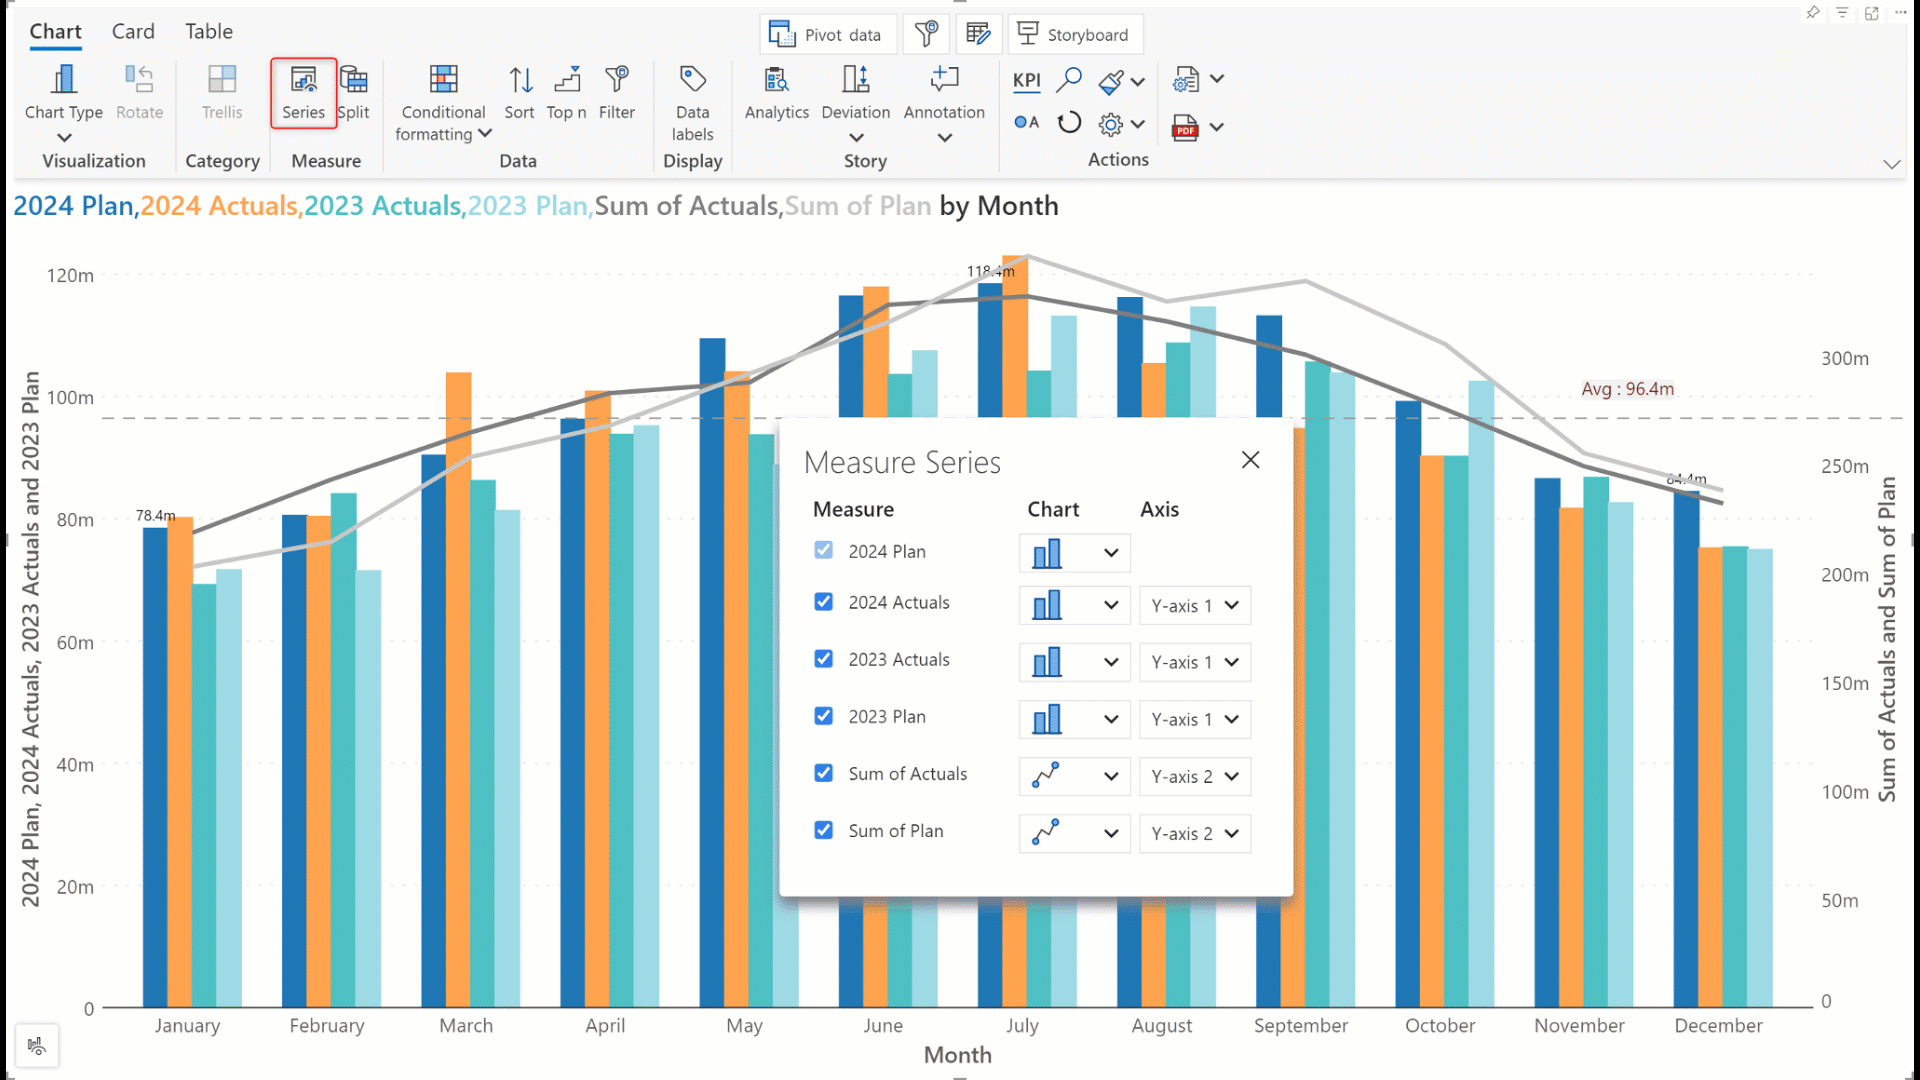 Chart Card Table
Pivot data Storyboard
Chart Type Rotate Trellis Series Split Conditional formatting Sort Top n Filter Data labels Analytics Deviation Annotation KPI
A PDF
Visualization Category Measure Data Display Story Actions
2024 Plan,2024 Actuals,2023 Actuals,2023 Plan,Sum of Actuals,Sum of Plan by Month
2024 Plan, 2024 Actuals, 2023 Actuals and 2023 Plan
120m
100m
80m
60m
40m
20m
0
118.4m
78.4m
84.4m
Avg : 96.4m
Measure Series
Measure Chart Axis
2024 Plan
2024 Actuals Y-axis 1
2023 Actuals Y-axis 1
2023 Plan Y-axis 1
Sum of Actuals Y-axis 2
Sum of Plan Y-axis 2
300m
250m
200m
150m
100m
50m
0
Sum of Actuals and Sum of Plan
January February March April May June July August September October November December
Month